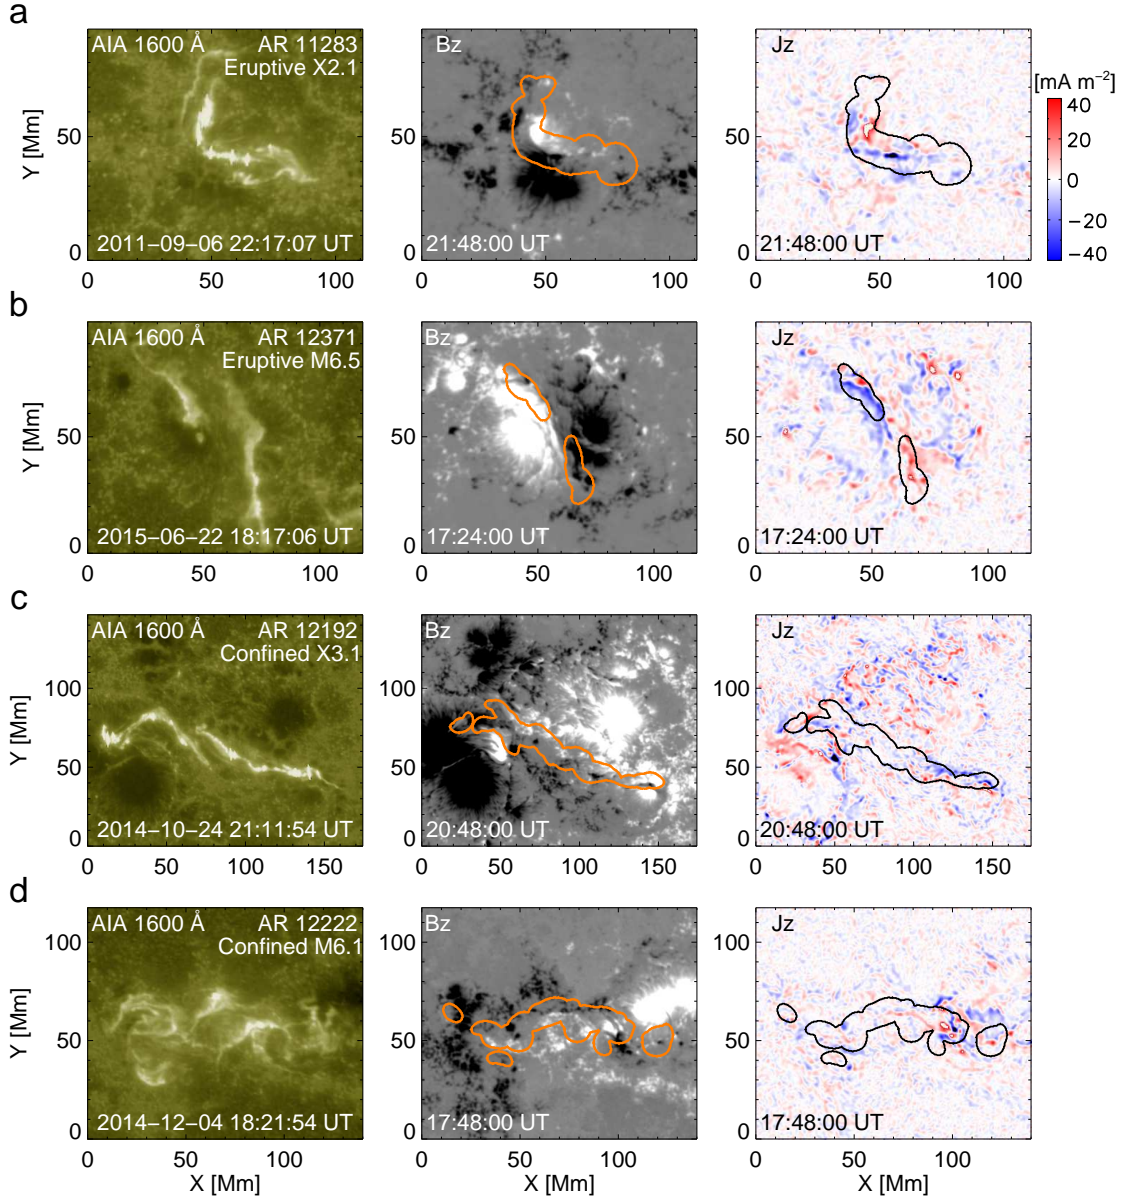 a
AIA 1600 Å AR 11283
Eruptive X2.1
2011−09−06 22:17:07 UT
Y [Mm]
50
0
0 50 100
Bz
21:48:00 UT
50
0
0 50 100
Jz
21:48:00 UT
50
0
0 50 100
[mA m−2]
40
20
0
−20
−40
b
AIA 1600 Å AR 12371
Eruptive M6.5
2015−06−22 18:17:06 UT
Y [Mm]
50
0
0 50 100
Bz
17:24:00 UT
50
0
0 50 100
Jz
17:24:00 UT
50
0
0 50 100
c
AIA 1600 Å AR 12192
Confined X3.1
2014−10−24 21:11:54 UT
Y [Mm]
100
50
0
0 50 100 150
Bz
20:48:00 UT
100
50
0
0 50 100 150
Jz
20:48:00 UT
100
50
0
0 50 100 150
d
AIA 1600 Å AR 12222
Confined M6.1
2014−12−04 18:21:54 UT
Y [Mm]
100
50
0
0 50 100
X [Mm]
Bz
17:48:00 UT
100
50
0
0 50 100
X [Mm]
Jz
17:48:00 UT
100
50
0
0 50 100
X [Mm]